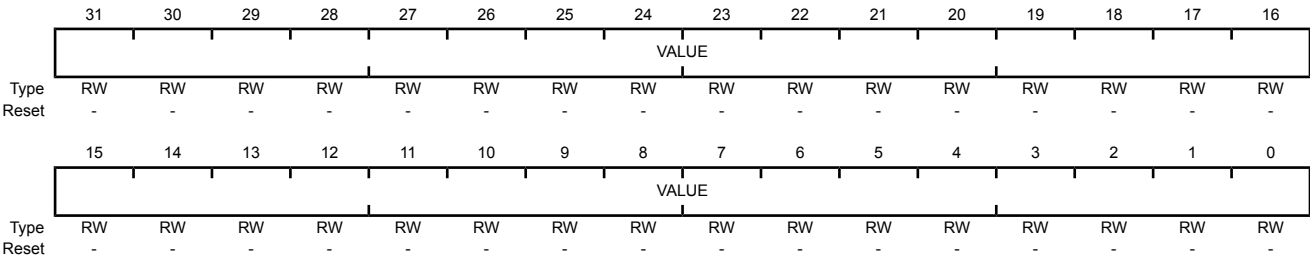 31 30 29 28 27 26 25 24 23 22 21 20 19 18 17 16
VALUE
Type RW RW RW RW RW RW RW RW RW RW RW RW RW RW RW RW
Reset - - - - - - - - - - - - - - - -
15 14 13 12 11 10 9 8 7 6 5 4 3 2 1 0
VALUE
Type RW RW RW RW RW RW RW RW RW RW RW RW RW RW RW RW
Reset - - - - - - - - - - - - - - - -